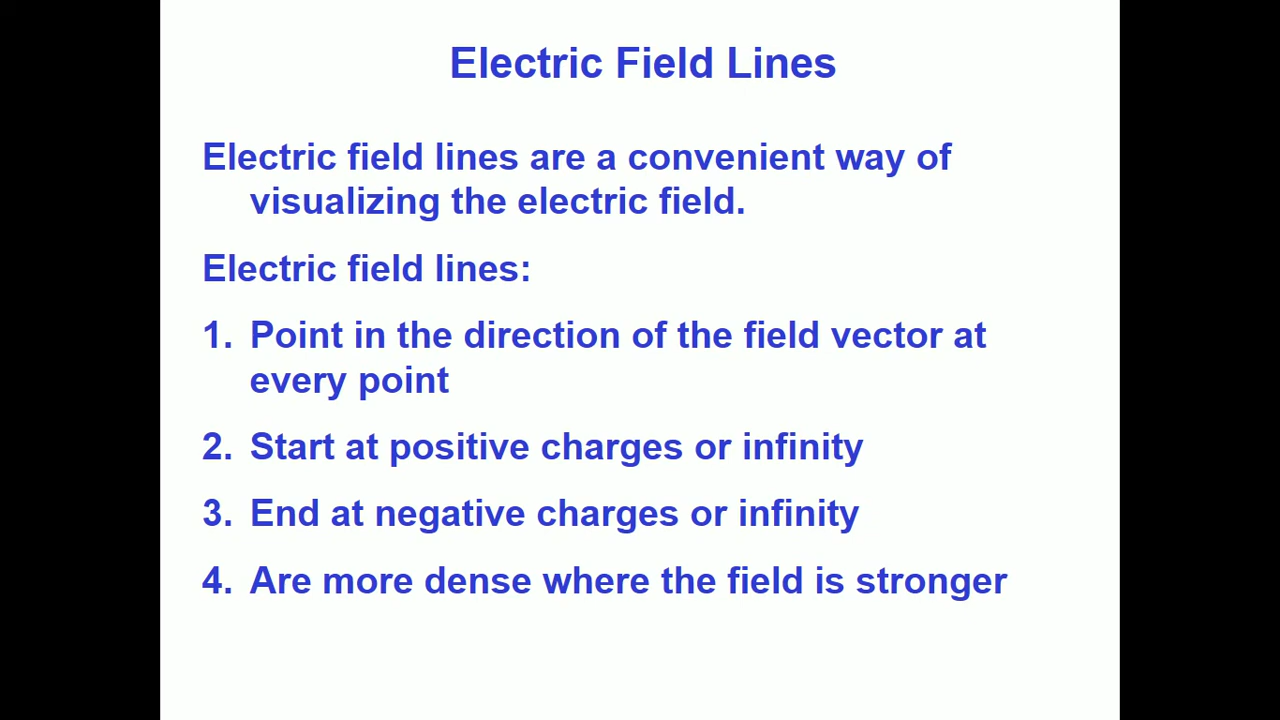 Electric Field Lines
Electric field lines are a convenient way of
visualizing the electric field.
Electric field lines:
1. Point in the direction of the field vector at
every point
2. Start at positive charges or infinity
3. End at negative charges or infinity
4. Are more dense where the field is stronger